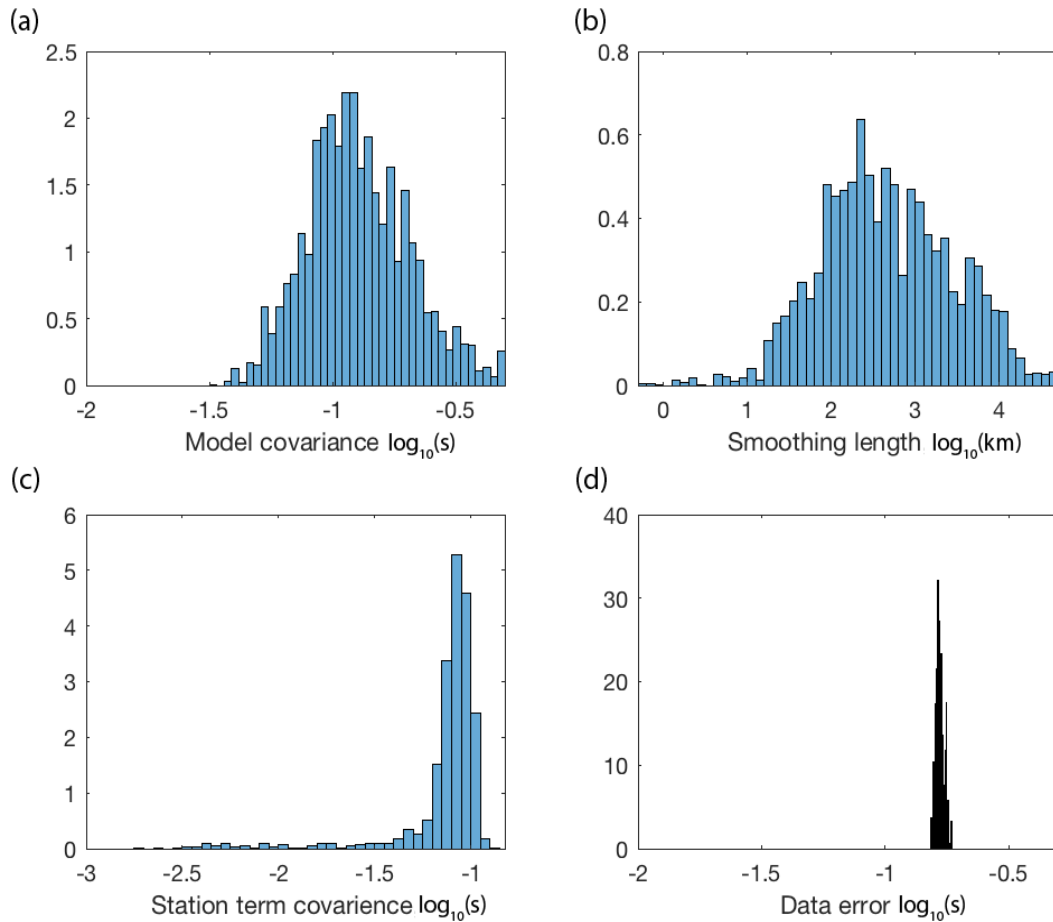 (a)
2.5
2
1.5
1
0.5
0
-2 -1.5 -1 -0.5
Model covariance log10(s)
(b)
0.8
0.6
0.4
0.2
0
0 1 2 3 4
Smoothing length log10(km)
(c)
6
5
4
3
2
1
0
-3 -2.5 -2 -1.5 -1
Station term covarience log10(s)
(d)
40
30
20
10
0
-2 -1.5 -1 -0.5
Data error log10(s)